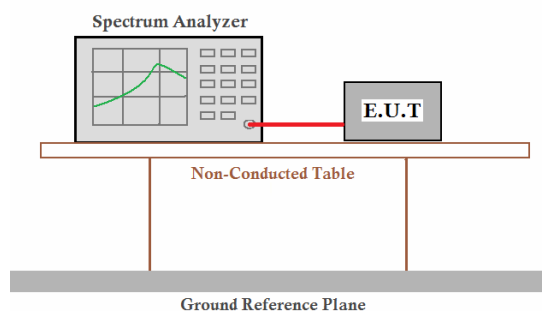 Spectrum Analyzer
E.U.T
Non-Conducted Table
Ground Reference Plane